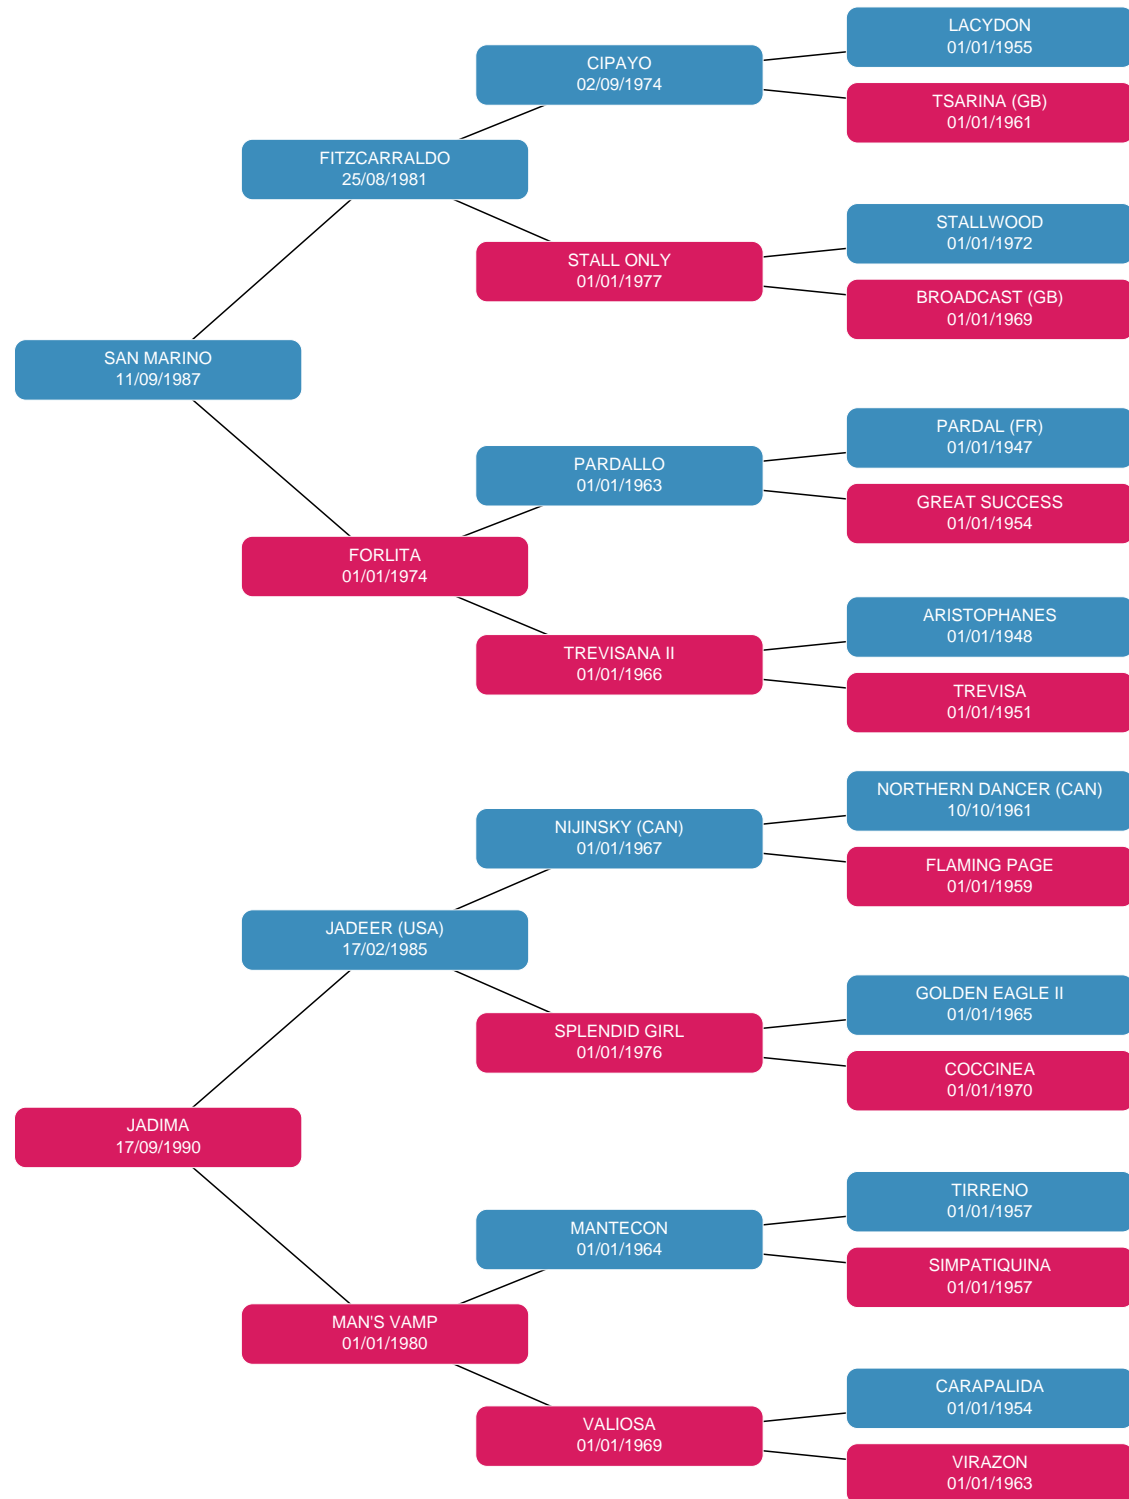 LACYDON
01/01/1955
CIPAYO
02/09/1974
TSARINA (GB)
01/01/1961
FITZCARRALDO
25/08/1981
STALLWOOD
01/01/1972
STALL ONLY
01/01/1977
BROADCAST (GB)
01/01/1969
SAN MARINO
11/09/1987
PARDAL (FR)
01/01/1947
PARDALLO
01/01/1963
GREAT SUCCESS
01/01/1954
FORLITA
01/01/1974
ARISTOPHANES
01/01/1948
TREVISANA II
01/01/1966
TREVISA
01/01/1951
NORTHERN DANCER (CAN)
10/10/1961
NIJINSKY (CAN)
01/01/1967
FLAMING PAGE
01/01/1959
JADEER (USA)
17/02/1985
GOLDEN EAGLE II
01/01/1965
SPLENDID GIRL
01/01/1976
COCCINEA
01/01/1970
JADIMA
17/09/1990
TIRRENO
01/01/1957
MANTECON
01/01/1964
SIMPATIQUINA
01/01/1957
MAN'S VAMP
01/01/1980
CARAPALIDA
01/01/1954
VALIOSA
01/01/1969
VIRAZON
01/01/1963